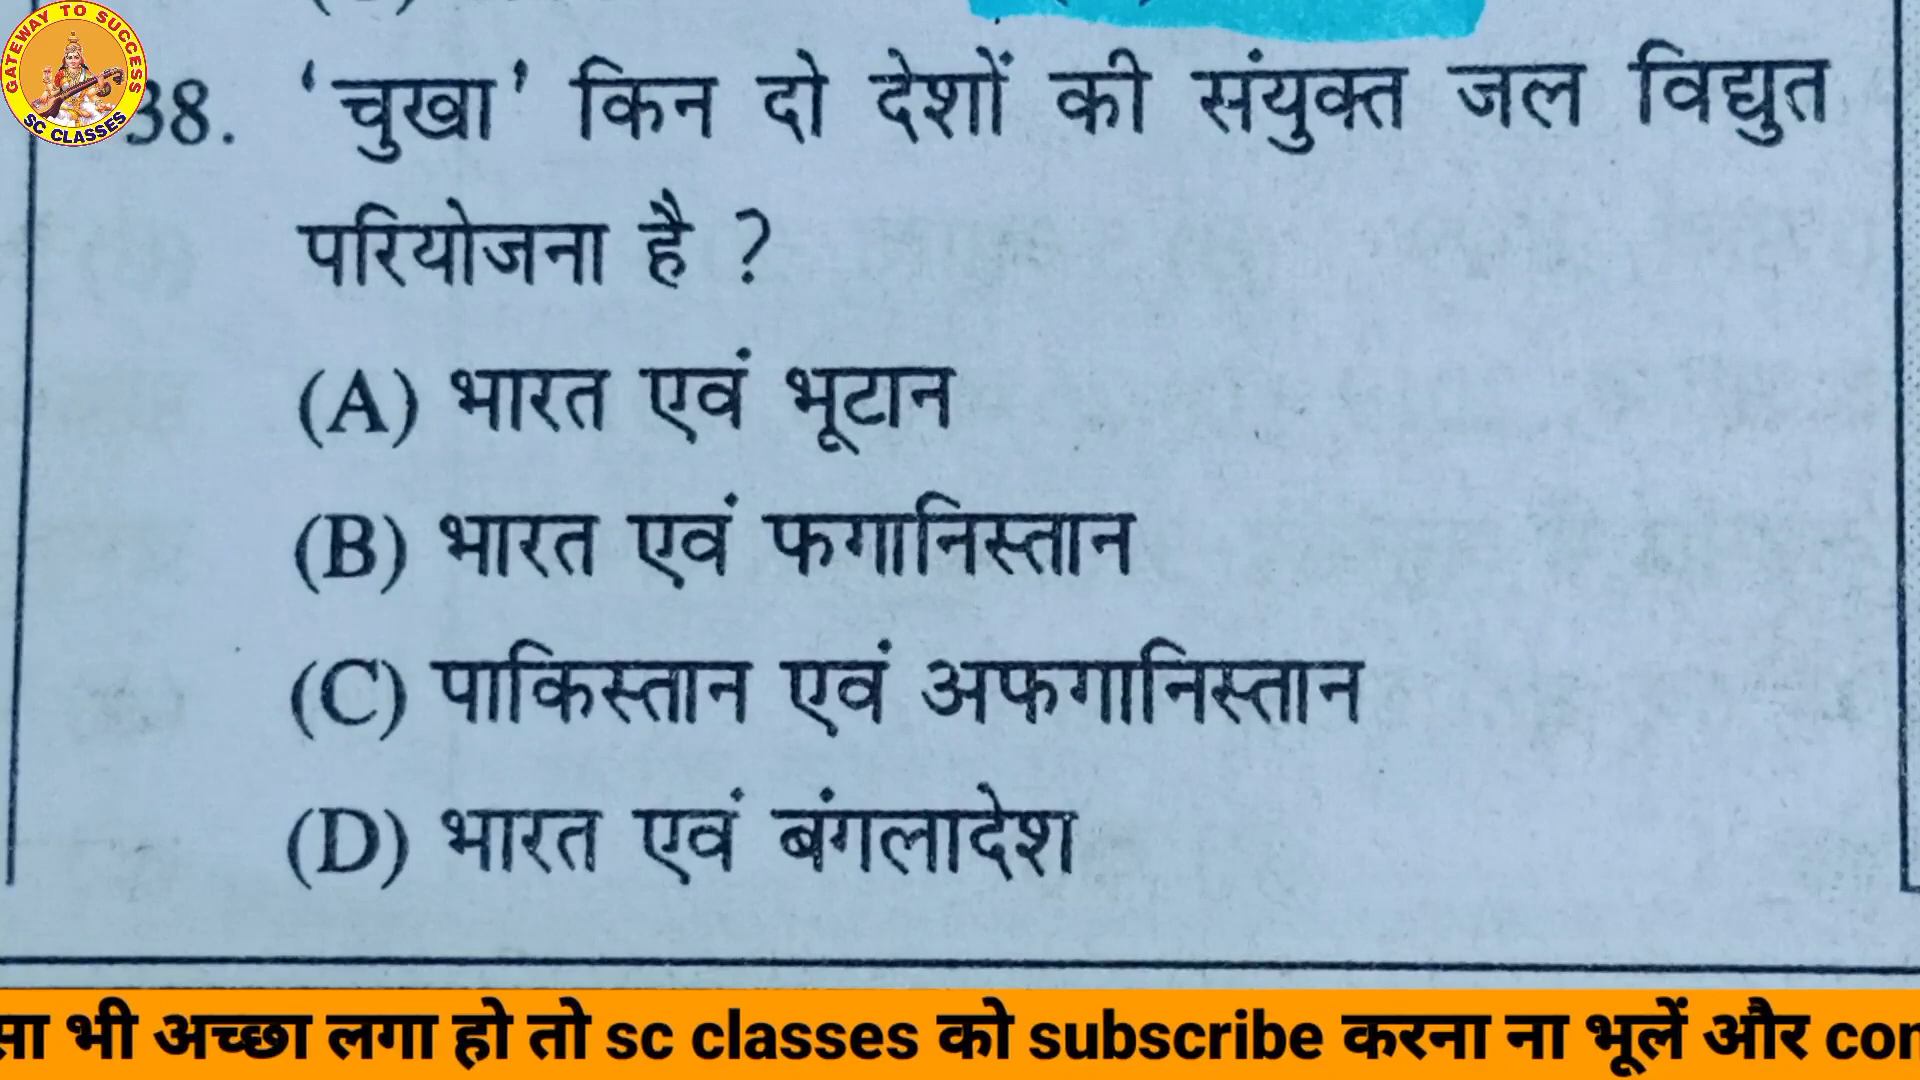 GATEWAY TO SUCCESS
SC CLASSES
38. 'चुखा' किन दो देशों की संयुक्त जल विद्युत
परियोजना है ?
(A) भारत एवं भूटान
(B) भारत एवं फगानिस्तान
(C) पाकिस्तान एवं अफगानिस्तान
(D) भारत एवं बंगलादेश
भी अच्छा लगा हो तो sc classes को subscribe करना ना भूलें और